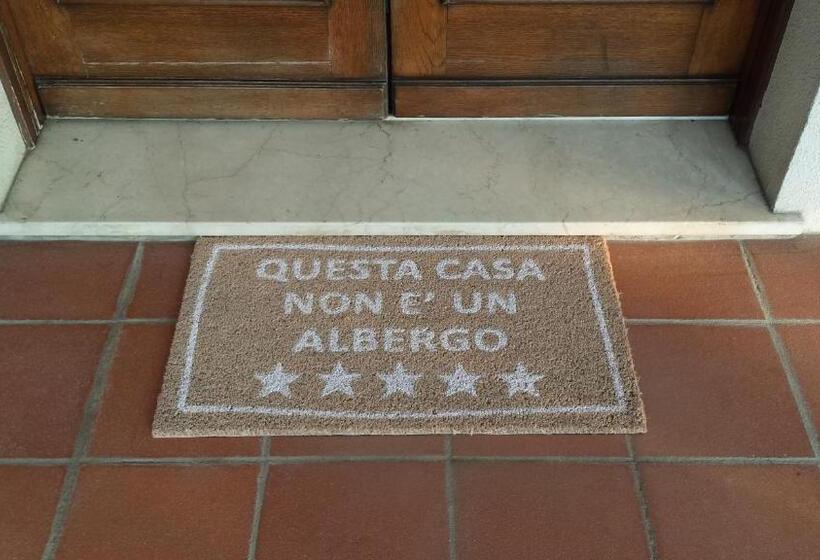 QUESTA CASA
NON E' UN
ALBERGO